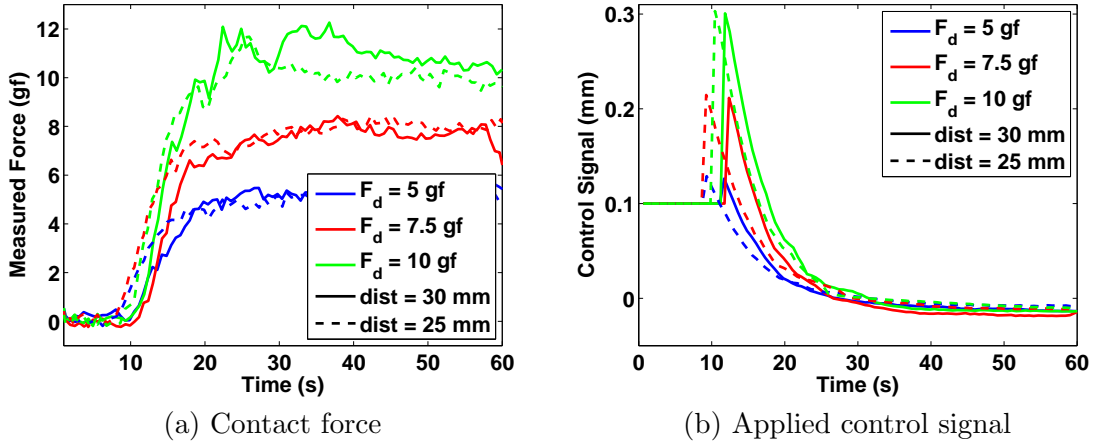 12
10
8
6
4
2
0
Measured Force (gf)
F_d = 5 gf
F_d = 7.5 gf
F_d = 10 gf
dist = 30 mm
dist = 25 mm
10 20 30 40 50 60
Time (s)
(a) Contact force
0.3
0.2
0.1
0
Control Signal (mm)
F_d = 5 gf
F_d = 7.5 gf
F_d = 10 gf
dist = 30 mm
dist = 25 mm
0 10 20 30 40 50 60
Time (s)
(b) Applied control signal